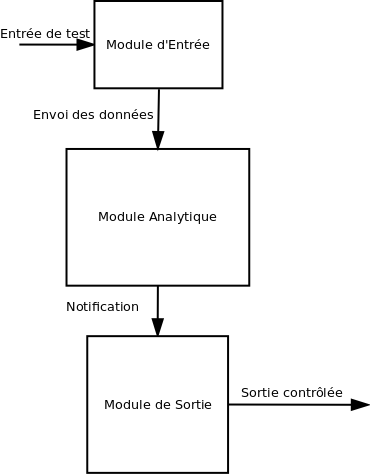 Entrée de test
Module d'Entrée
Envoi des données
Module Analytique
Notification
Module de Sortie
Sortie contrôlée